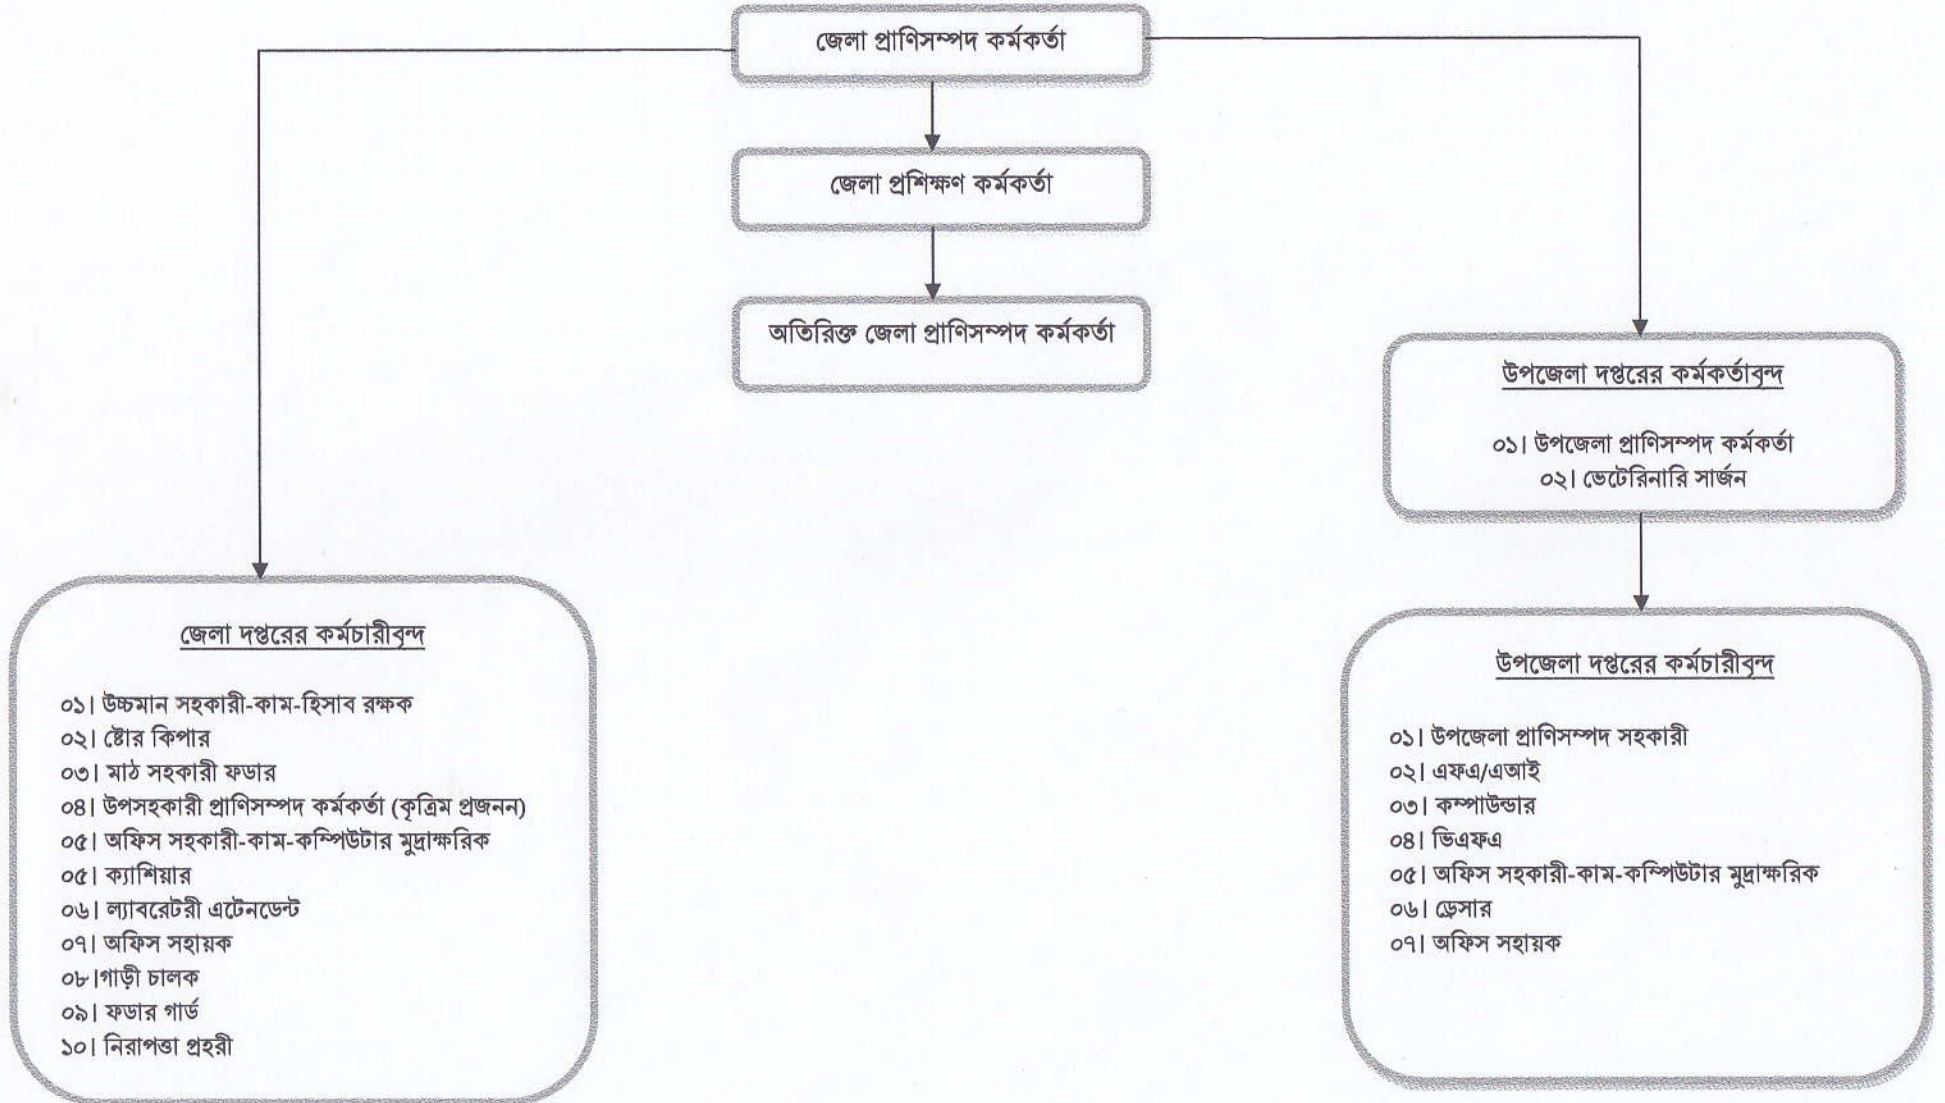 জেলা প্রাণিসম্পদ কর্মকর্তা
জেলা প্রশিক্ষণ কর্মকর্তা
অতিরিক্ত জেলা প্রাণিসম্পদ কর্মকর্তা
উপজেলা দপ্তরের কর্মকর্তাবৃন্দ
০১। উপজেলা প্রাণিসম্পদ কর্মকর্তা
০২। ভেটেরিনারি সার্জন
জেলা দপ্তরের কর্মচারীবৃন্দ
০১। উচ্চমান সহকারী-কাম-হিসাব রক্ষক
০২। ষ্টোর কিপার
০৩। মাঠ সহকারী ফডার
০৪। উপসহকারী প্রাণিসম্পদ কর্মকর্তা (কৃত্রিম প্রজনন)
০৫। অফিস সহকারী-কাম-কম্পিউটার মুদ্রাক্ষরিক
০৫। ক্যাশিয়ার
০৬। ল্যাবরেটরী এটেনডেন্ট
০৭। অফিস সহায়ক
০৮।গাড়ী চালক
০৯। ফডার গার্ড
১০। নিরাপত্তা প্রহরী
উপজেলা দপ্তরের কর্মচারীবৃন্দ
০১। উপজেলা প্রাণিসম্পদ সহকারী
০২। এফএ/এআই
০৩। কম্পাউন্ডার
০৪। ভিএফএ
০৫। অফিস সহকারী-কাম-কম্পিউটার মুদ্রাক্ষরিক
০৬। ড্রেসার
০৭। অফিস সহায়ক